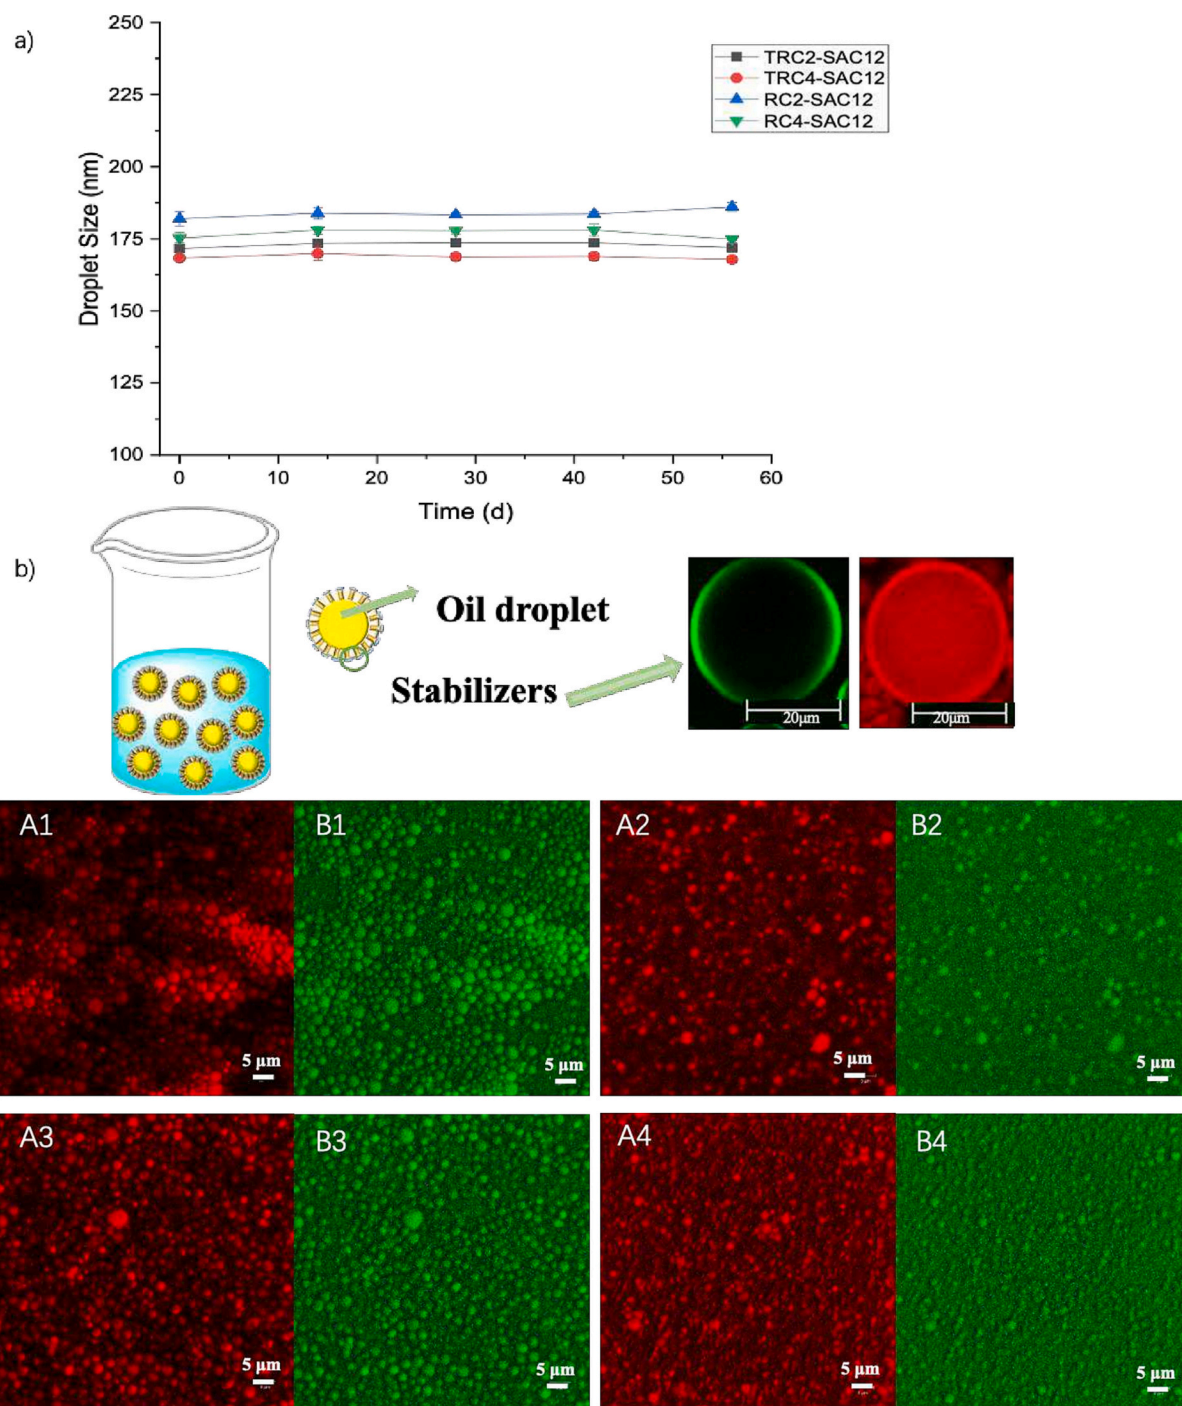 a)
250
225
200
175
150
125
100
Droplet Size (nm)
TRC2-SAC12
TRC4-SAC12
RC2-SAC12
RC4-SAC12
0 10 20 30 40 50 60
Time (d)
b)
Oil droplet
Stabilizers
20μm
20μm
A1
B1
A2
B2
5 μm
5 μm
5 μm
5 μm
A3
B3
A4
B4
5 μm
5 μm
5 μm
5 μm